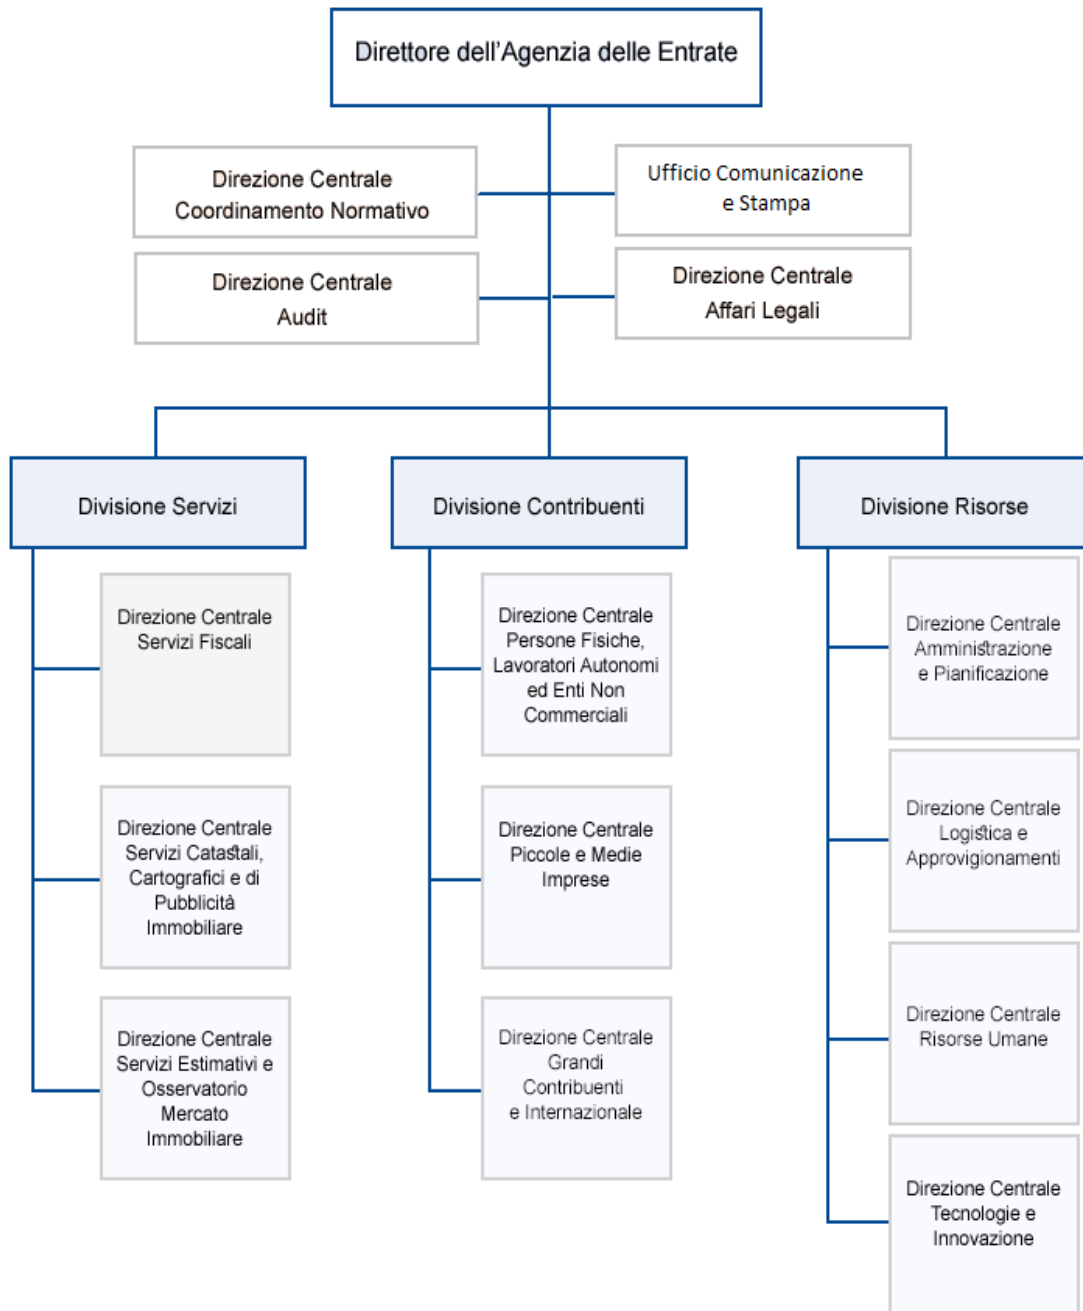 Direttore dell'Agenzia delle Entrate
Direzione Centrale
Coordinamento Normativo
Ufficio Comunicazione
e Stampa
Direzione Centrale
Audit
Direzione Centrale
Affari Legali
Divisione Servizi
Direzione Centrale
Servizi Fiscali
Direzione Centrale
Servizi Catastali,
Cartografici e di
Pubblicità
Immobiliare
Direzione Centrale
Servizi Estimativi e
Osservatorio
Mercato
Immobiliare
Divisione Contribuenti
Direzione Centrale
Persone Fisiche,
Lavoratori Autonomi
ed Enti Non
Commerciali
Direzione Centrale
Piccole e Medie
Imprese
Direzione Centrale
Grandi
Contribuenti
e Internazionale
Divisione Risorse
Direzione Centrale
Amministrazione
e Pianificazione
Direzione Centrale
Logistica e
Approvigionamenti
Direzione Centrale
Risorse Umane
Direzione Centrale
Tecnologie e
Innovazione